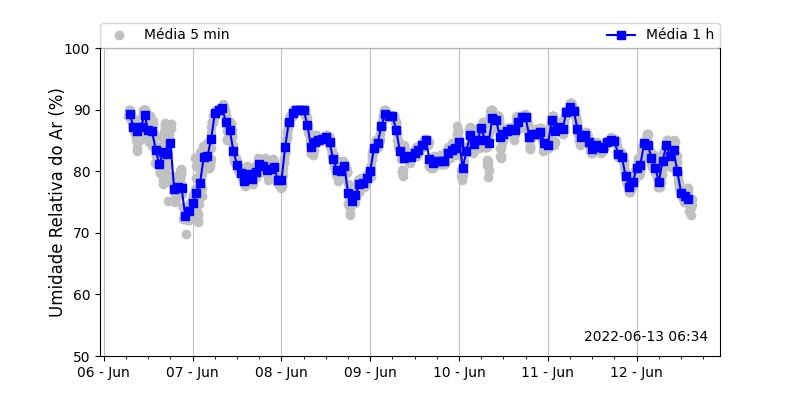 Média 5 min
Média 1 h
Umidade Relativa do Ar (%)
100
90
80
70
60
50
2022-06-13 06:34
06 - Jun
07 - Jun
08 - Jun
09 - Jun
10 - Jun
11 - Jun
12 - Jun